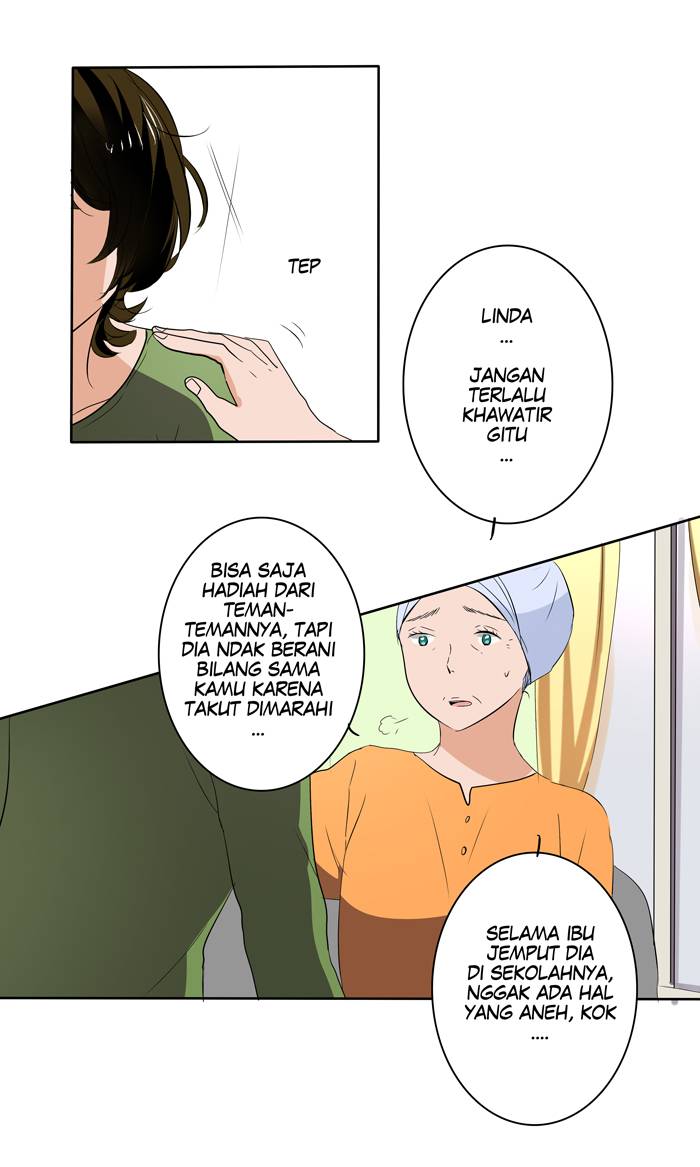 TEP
LINDA
...
JANGAN
TERLALU
KHAWATIR
GITU
...
BISA SAJA
HADIAH DARI
TEMAN-
TEMANNYA, TAPI
DIA NDAK BERANI
BILANG SAMA
KAMU KARENA
TAKUT DIMARAHI
...
SELAMA IBU
JEMPUT DIA
DI SEKOLAHNYA,
NGGAK ADA HAL
YANG ANEH, KOK
....